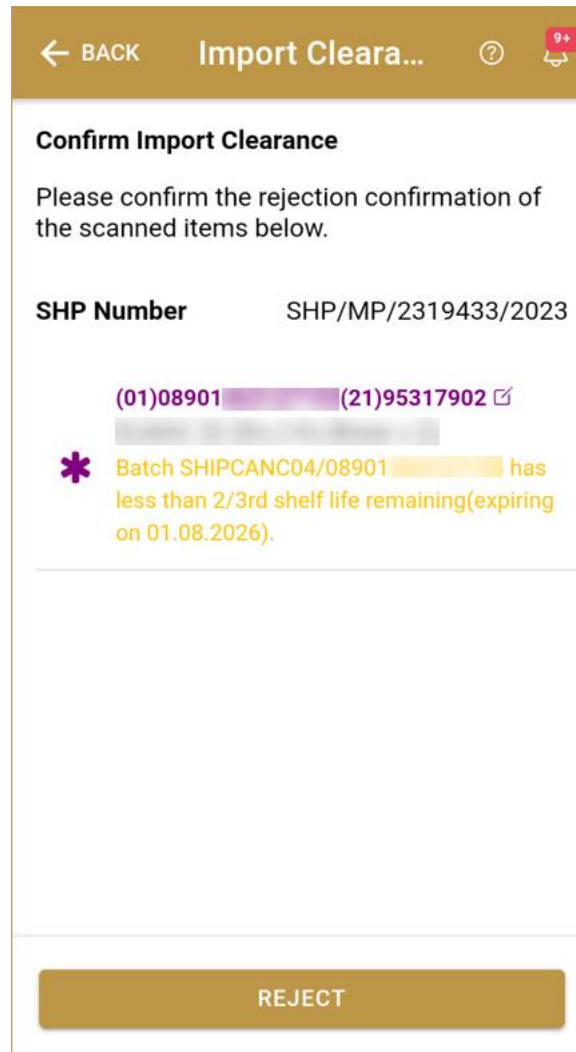 BACK Import Cleara... 9+
Confirm Import Clearance
Please confirm the rejection confirmation of
the scanned items below.
SHP Number SHP/MP/2319433/2023
(01)08901 (21)95317902
Batch SHIPCANC04/08901 has
less than 2/3rd shelf life remaining(expiring
on 01.08.2026).
REJECT